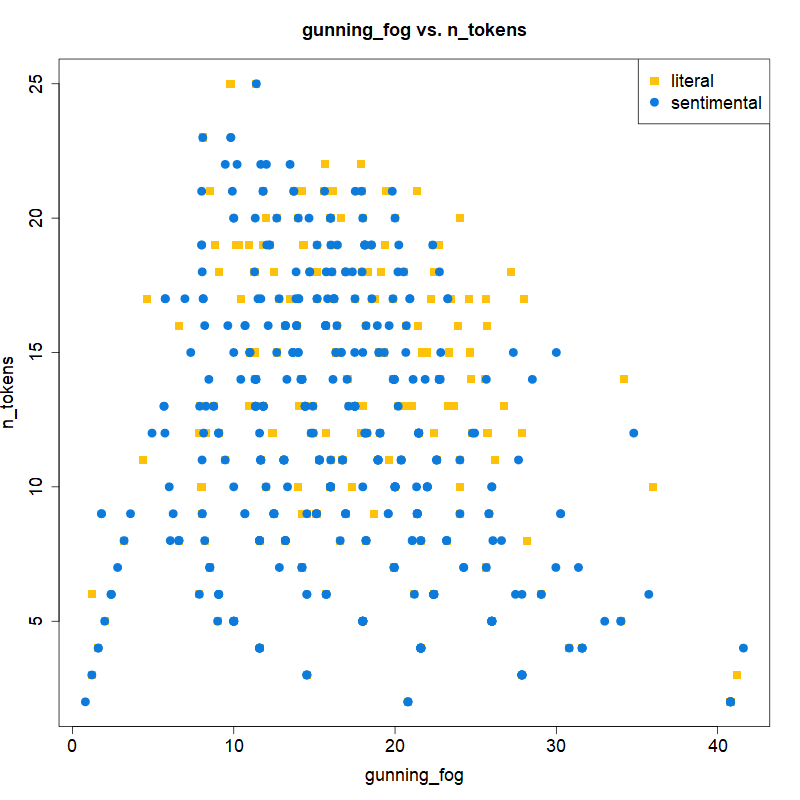 gunning_fog vs. n_tokens
literal
sentimental
25
20
15
10
5
n_tokens
0 10 20 30 40
gunning_fog